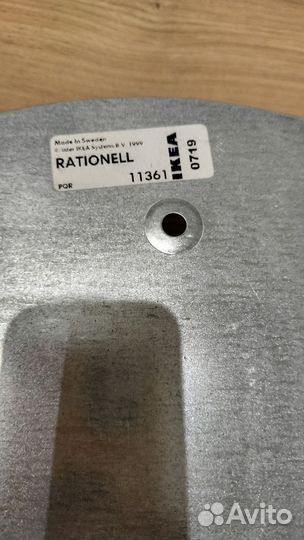 Made in Sweden
© Inter IKEA Systems B.V. 1999
RATIONELL
PQR
11361
IKEA
0719
Avito